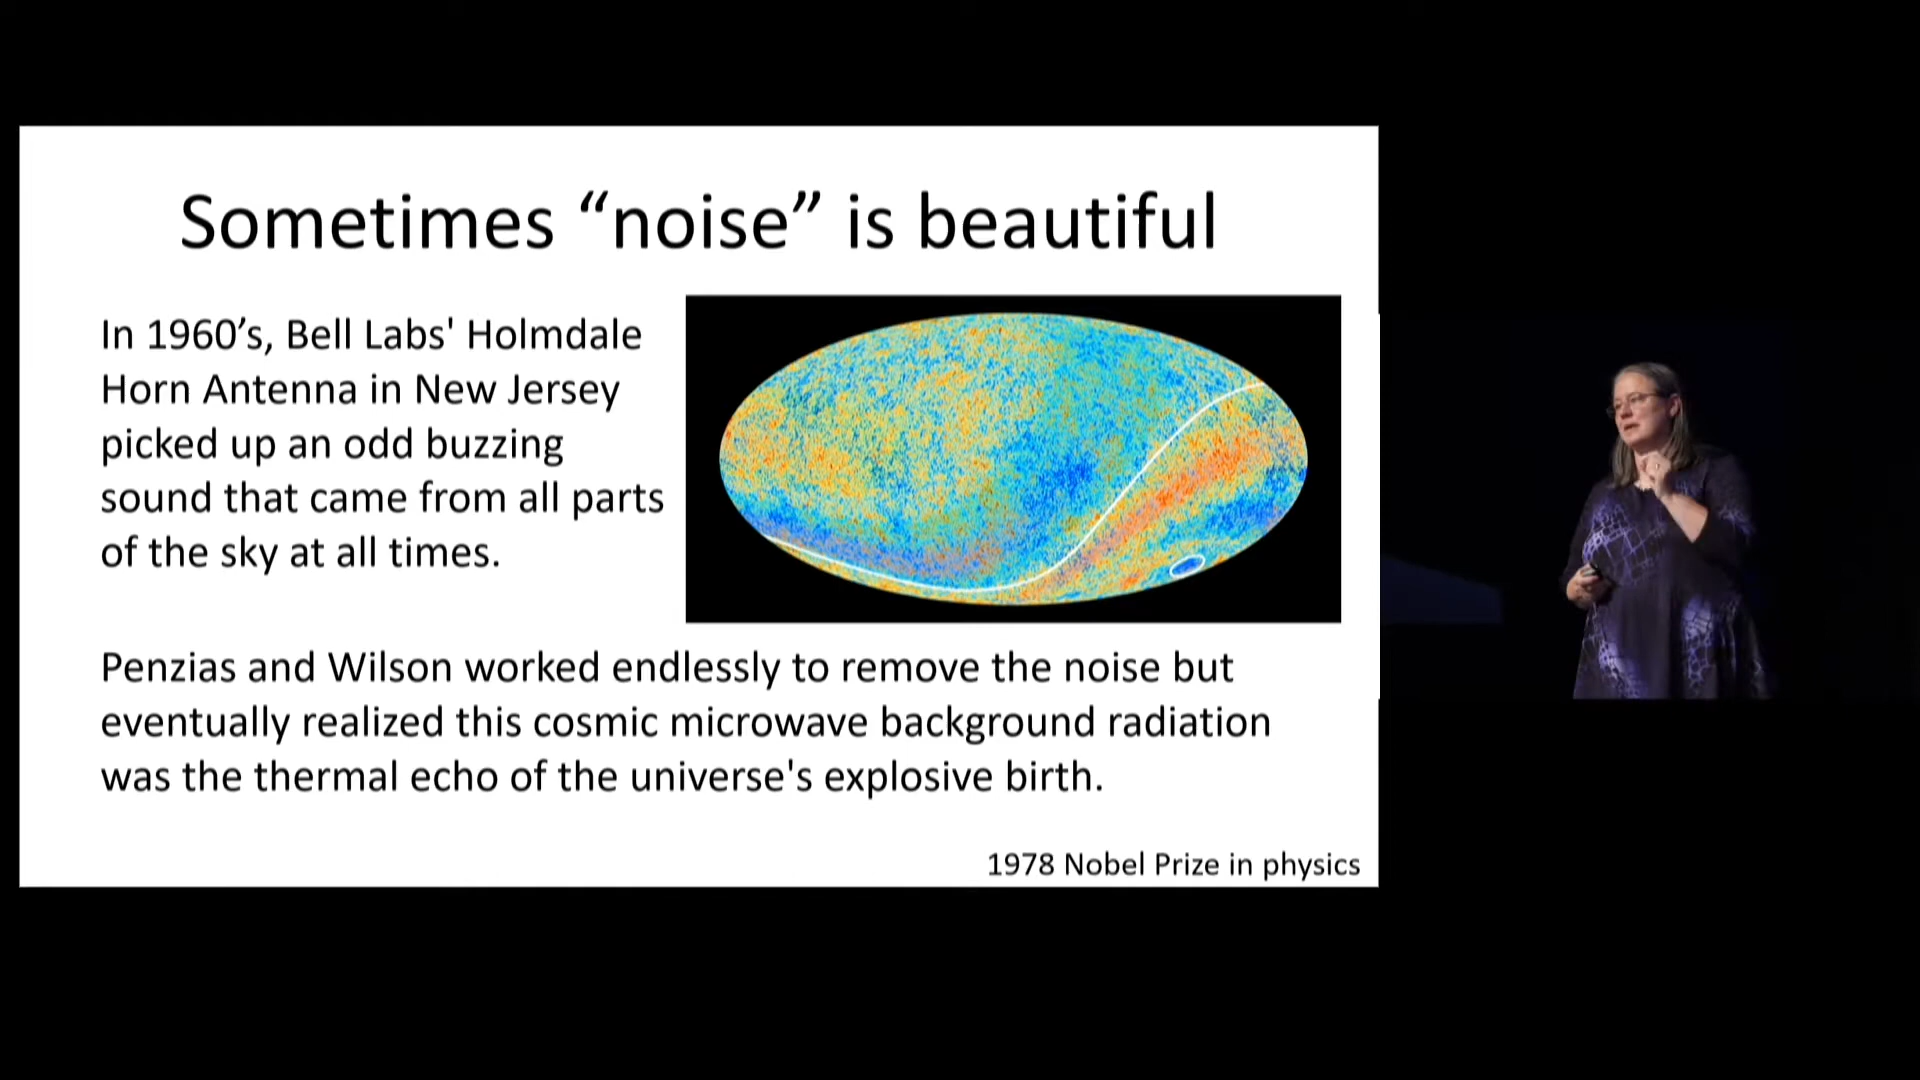 Sometimes “noise” is beautiful
In 1960’s, Bell Labs' Holmdale
Horn Antenna in New Jersey
picked up an odd buzzing
sound that came from all parts
of the sky at all times.
Penzias and Wilson worked endlessly to remove the noise but
eventually realized this cosmic microwave background radiation
was the thermal echo of the universe's explosive birth.
1978 Nobel Prize in physics